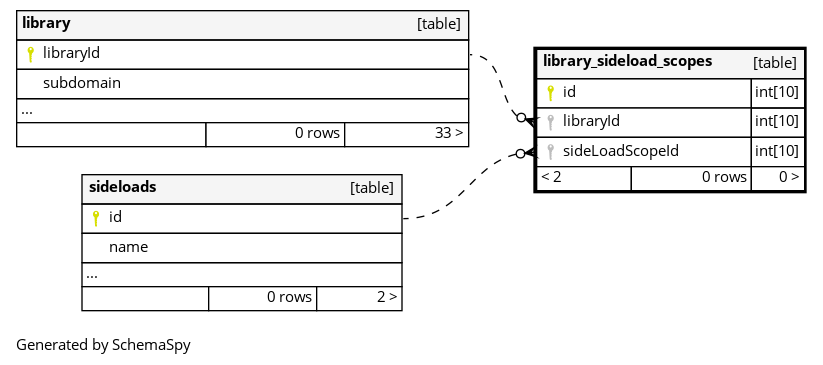 library [table]
libraryId
subdomain
...
0 rows 33 >
library_sideload_scopes [table]
id int[10]
libraryId int[10]
sideLoadScopeId int[10]
< 2 0 rows 0 >
sideloads [table]
id
name
...
0 rows 2 >
Generated by SchemaSpy